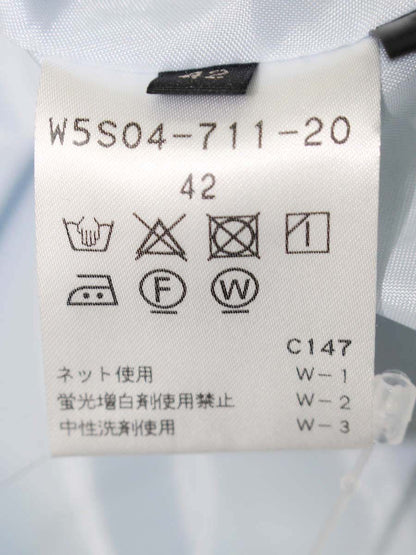 42
W5S04-711-20
42
F W
C147
ネット使用 W-1
蛍光増白剤使用禁止 W-2
中性洗剤使用 W-3